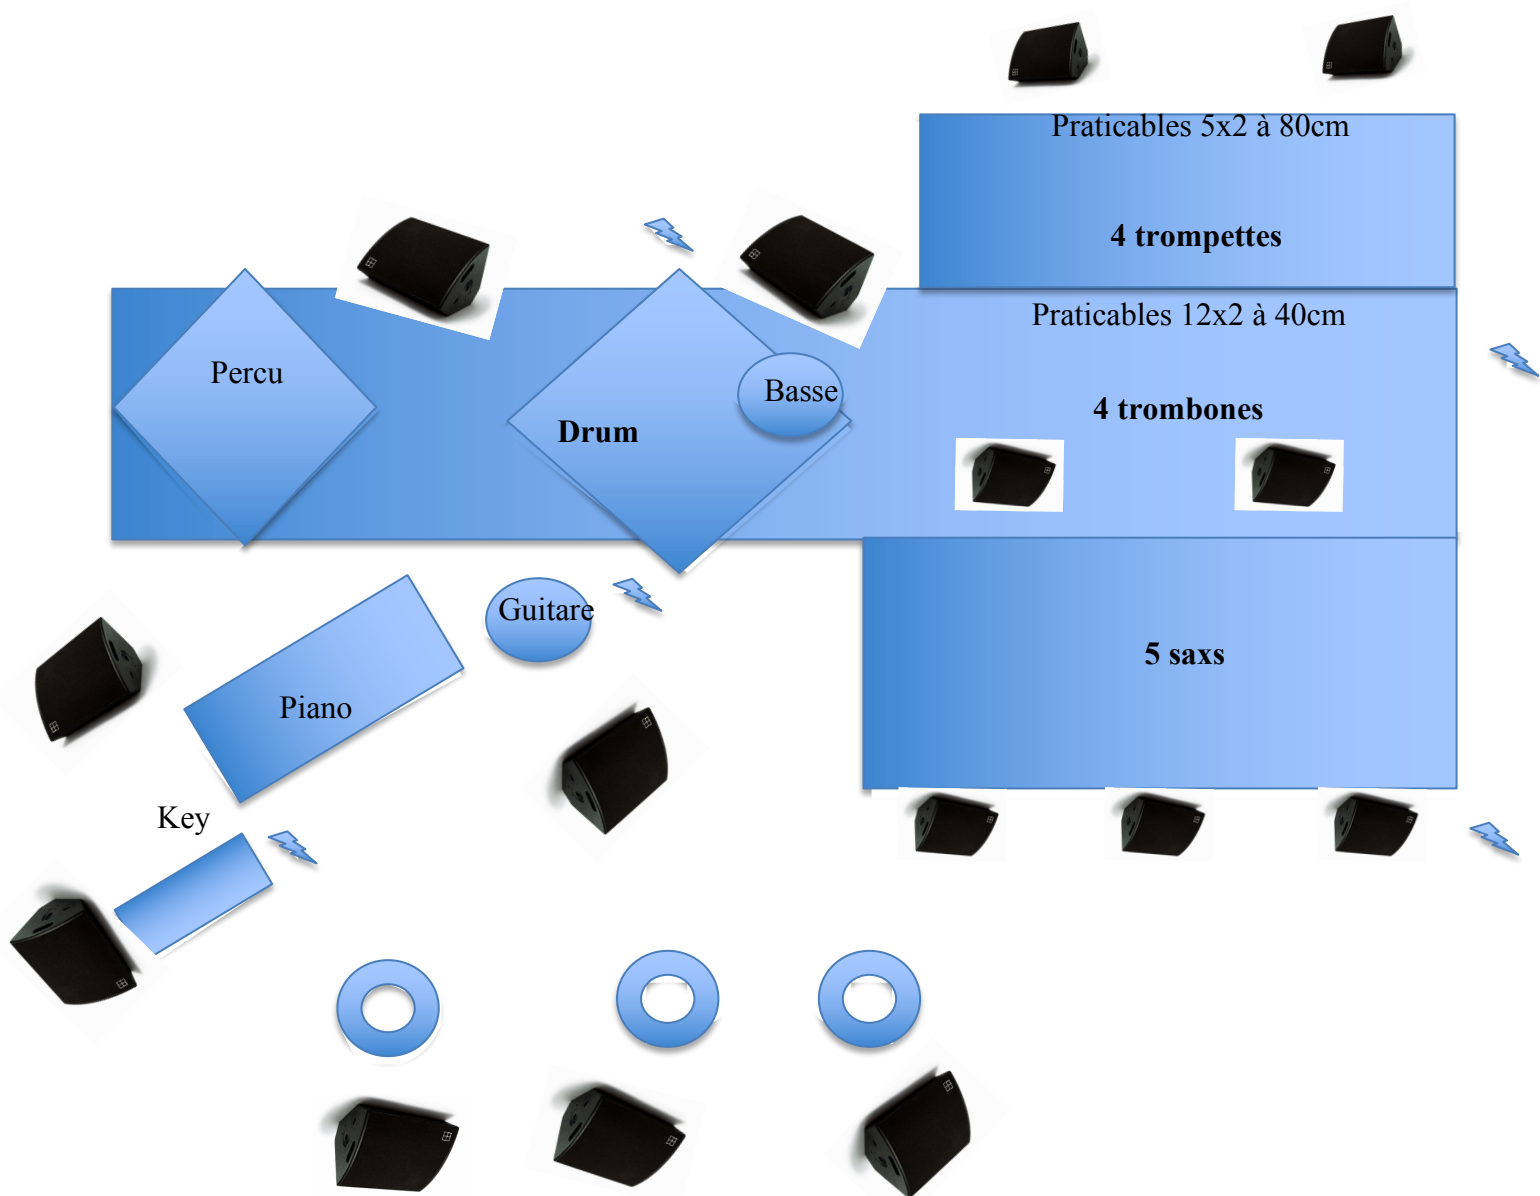 Praticables 5x2 à 80cm
4 trompettes
Praticables 12x2 à 40cm
Percu
Basse
4 trombones
Drum
Guitare
5 saxs
Piano
Key